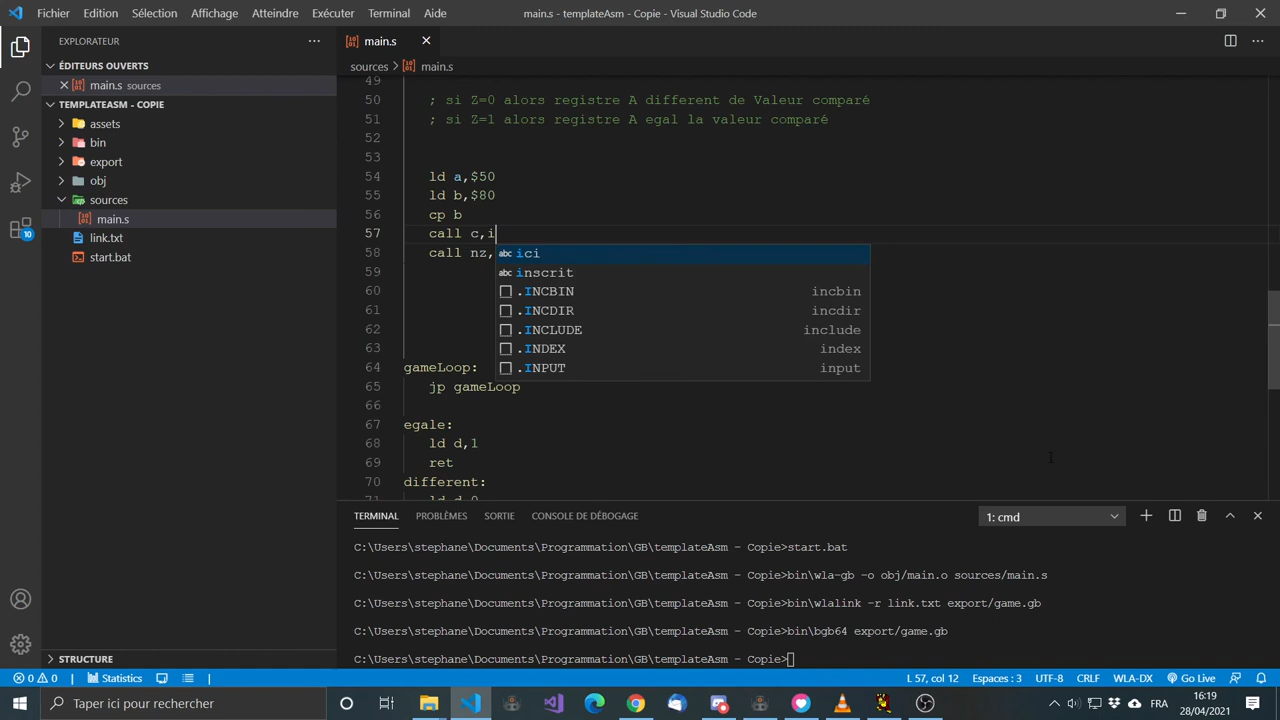 Fichier Edition Sélection Affichage Atteindre Exécuter Terminal Aide main.s - templateAsm - Copie - Visual Studio Code
EXPLORATEUR
main.s
sources > main.s
ÉDITEURS OUVERTS
main.s sources
TEMPLATEASM - COPIE
assets
bin
export
obj
sources
main.s
link.txt
start.bat
STRUCTURE
10
49
50 ; si Z=0 alors registre A different de Valeur comparé
51 ; si Z=1 alors registre A egal la valeur comparé
52
53
54 ld a,$50
55 ld b,$80
56 cp b
57 call c,i
58 call nz,
59
60
61
62
63
64 gameLoop:
65 jp gameLoop
66
67 egale:
68 ld d,1
69 ret
70 different:
71 ld d,0
abc ici
abc inscrit
.INCBIN incbin
.INCDIR incdir
.INCLUDE include
.INDEX index
.INPUT input
TERMINAL PROBLÈMES SORTIE CONSOLE DE DÉBOGAGE 1: cmd
C:\Users\stephane\Documents\Programmation\GB\templateAsm - Copie>start.bat
C:\Users\stephane\Documents\Programmation\GB\templateAsm - Copie>bin\wla-gb -o obj/main.o sources/main.s
C:\Users\stephane\Documents\Programmation\GB\templateAsm - Copie>bin\wlalink -r link.txt export/game.gb
C:\Users\stephane\Documents\Programmation\GB\templateAsm - Copie>bin\bgb64 export/game.gb
C:\Users\stephane\Documents\Programmation\GB\templateAsm - Copie>
0 0 Statistics L 57, col 12 Espaces : 3 UTF-8 CRLF WLA-DX Go Live
Taper ici pour rechercher FRA 16:19
28/04/2021